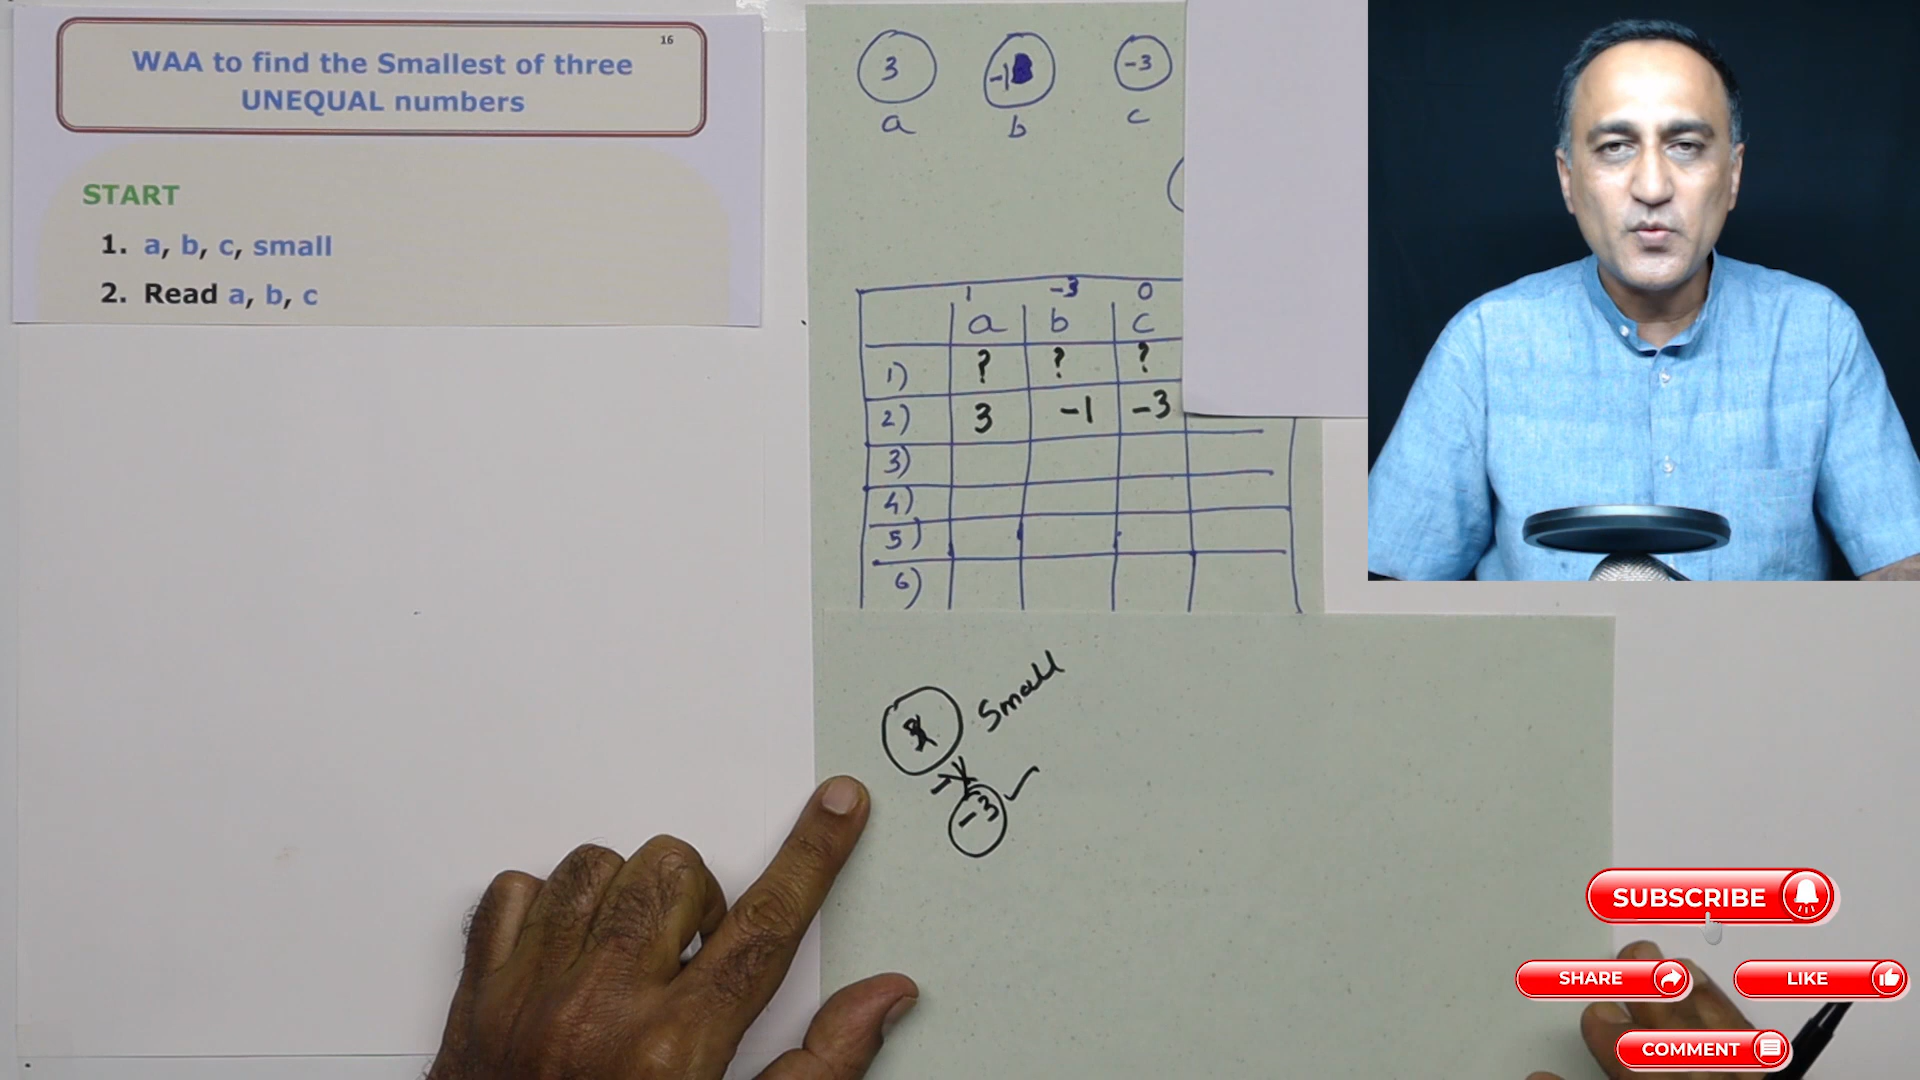 16
WAA to find the Smallest of three
UNEQUAL numbers
START
1. a, b, c, small
2. Read a, b, c
3 -1 -3
a b c
1 -3 0
a b c
1) ? ? ?
2) 3 -1 -3
3)
4)
5)
6)
Small
-3
SUBSCRIBE
SHARE
LIKE
COMMENT